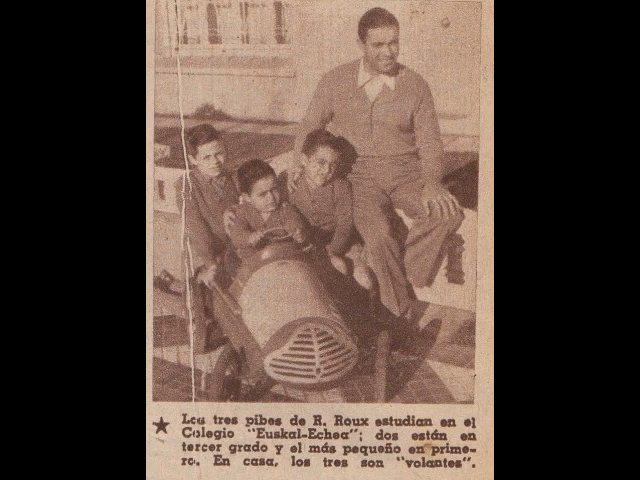 Los tres pibes de R. Roux estudian en el
Colegio "Euskal-Echea"; dos están en
tercer grado y el más pequeño en prime-
ro. En casa, los tres son "volantes".